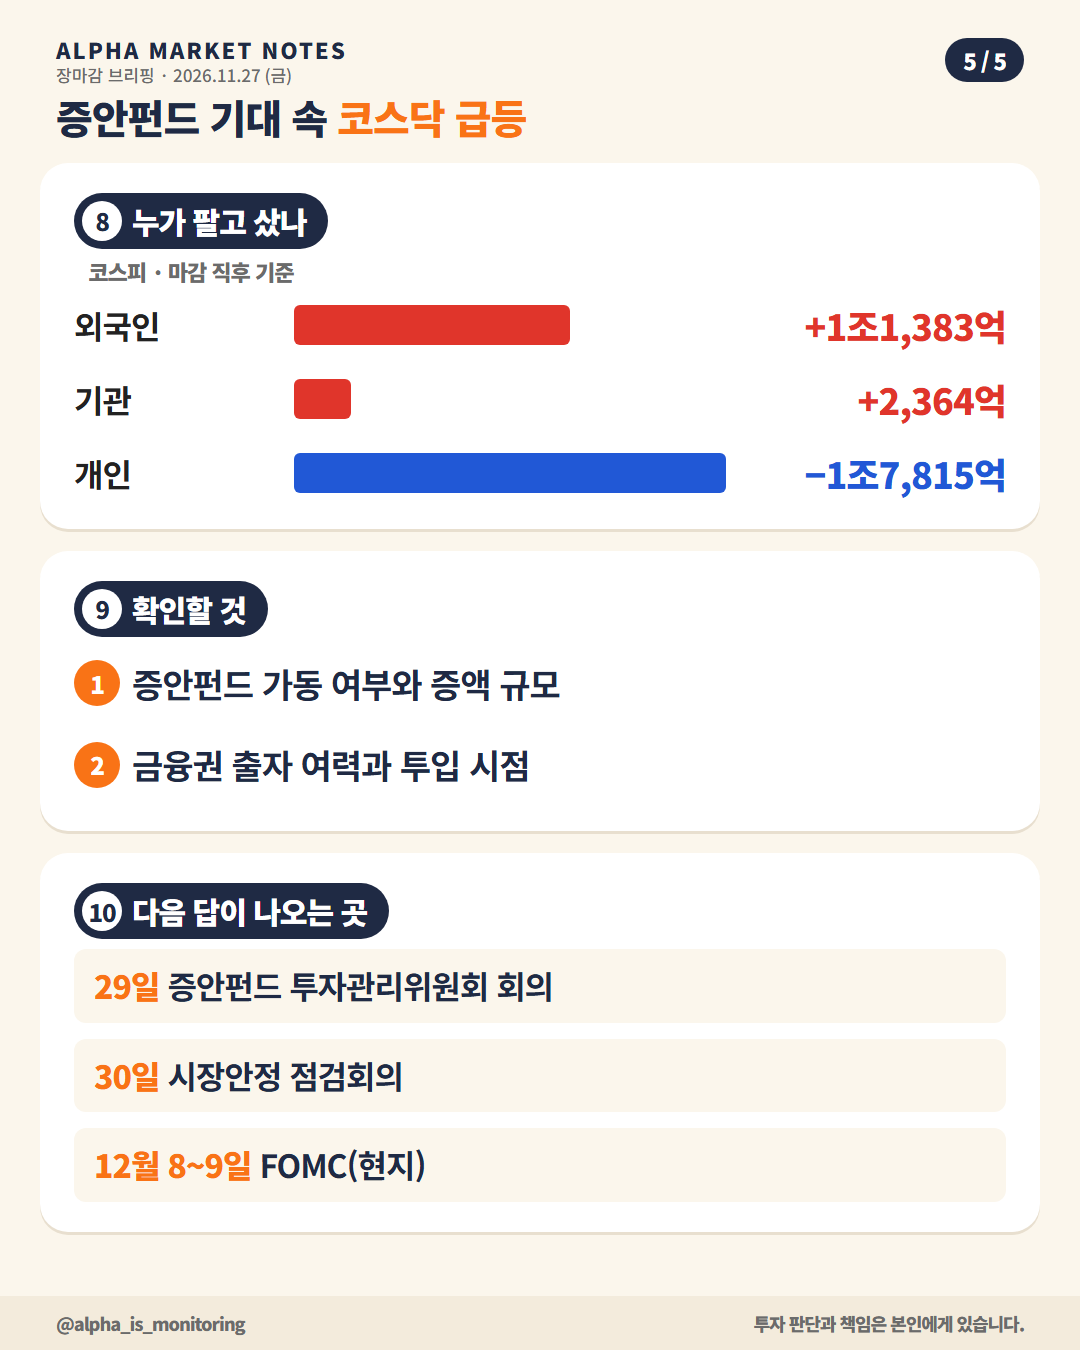 ALPHA MARKET NOTES
장마감 브리핑 · 2026.11.27 (금)
5 / 5
증안펀드 기대 속 코스닥 급등
8 누가 팔고 샀나
코스피 · 마감 직후 기준
외국인 +1조1,383억
기관 +2,364억
개인 −1조7,815억
9 확인할 것
1 증안펀드 가동 여부와 증액 규모
2 금융권 출자 여력과 투입 시점
10 다음 답이 나오는 곳
29일 증안펀드 투자관리위원회 회의
30일 시장안정 점검회의
12월 8~9일 FOMC(현지)
@alpha_is_monitoring
투자 판단과 책임은 본인에게 있습니다.